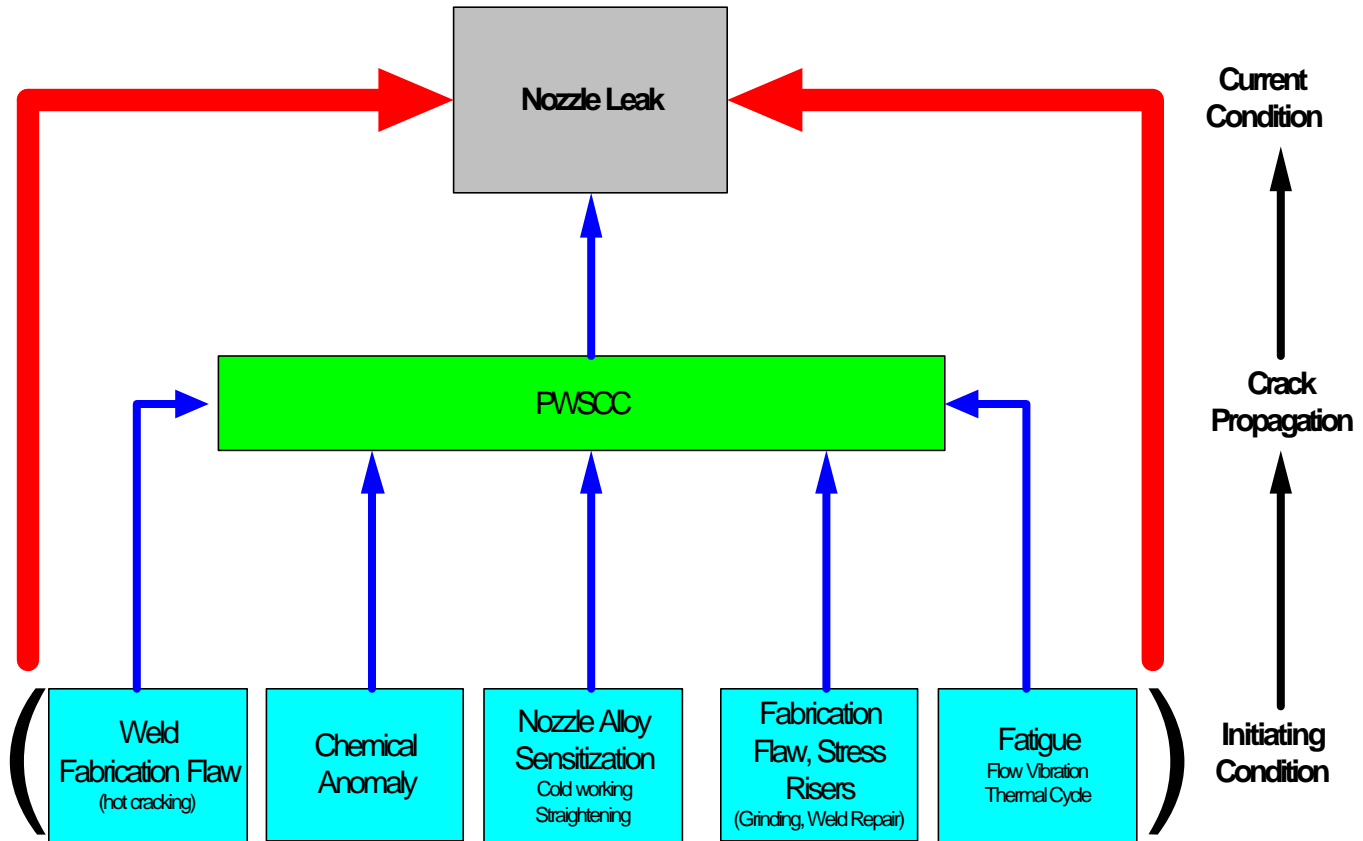 Nozzle Leak
Current
Condition
PWSCC
Crack
Propagation
Weld
Fabrication Flaw
(hot cracking)
Chemical
Anomaly
Nozzle Alloy
Sensitization
Cold working
Straightening
Fabrication
Flaw, Stress
Risers
(Grinding, Weld Repair)
Fatigue
Flow Vibration
Thermal Cycle
Initiating
Condition